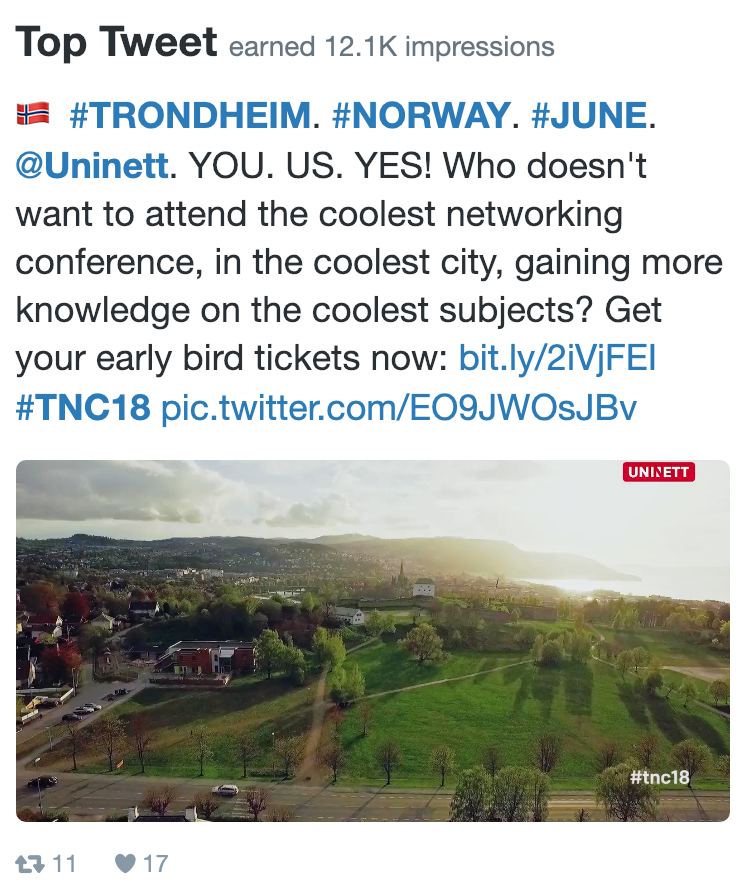 Top Tweet earned 12.1K impressions
🇳🇴 #TRONDHEIM. #NORWAY. #JUNE.
@Uninett. YOU. US. YES! Who doesn't
want to attend the coolest networking
conference, in the coolest city, gaining more
knowledge on the coolest subjects? Get
your early bird tickets now: bit.ly/2iVjFEI
#TNC18 pic.twitter.com/EO9JWOsJBv
UNINETT
#tnc18
11 17